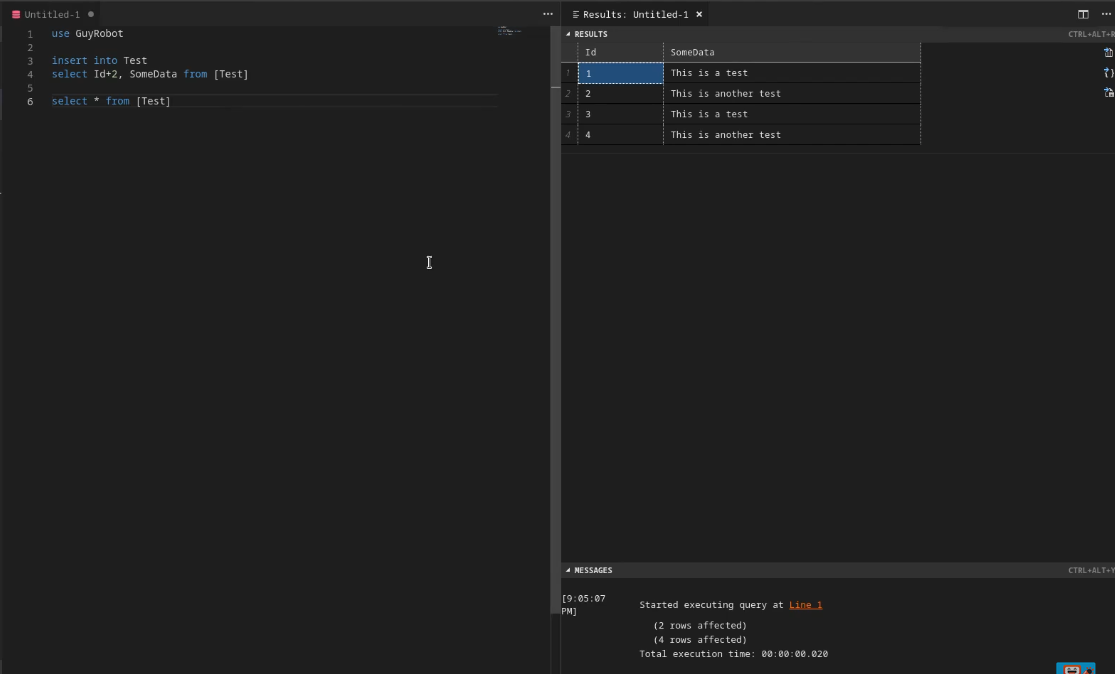 Untitled-1
Results: Untitled-1
1 use GuyRobot
2
3 insert into Test
4 select Id+2, SomeData from [Test]
5
6 select * from [Test]
RESULTS CTRL+ALT+R
Id SomeData
1 1 This is a test
2 2 This is another test
3 3 This is a test
4 4 This is another test
MESSAGES CTRL+ALT+Y
[9:05:07 PM] Started executing query at Line 1
(2 rows affected)
(4 rows affected)
Total execution time: 00:00:00.020